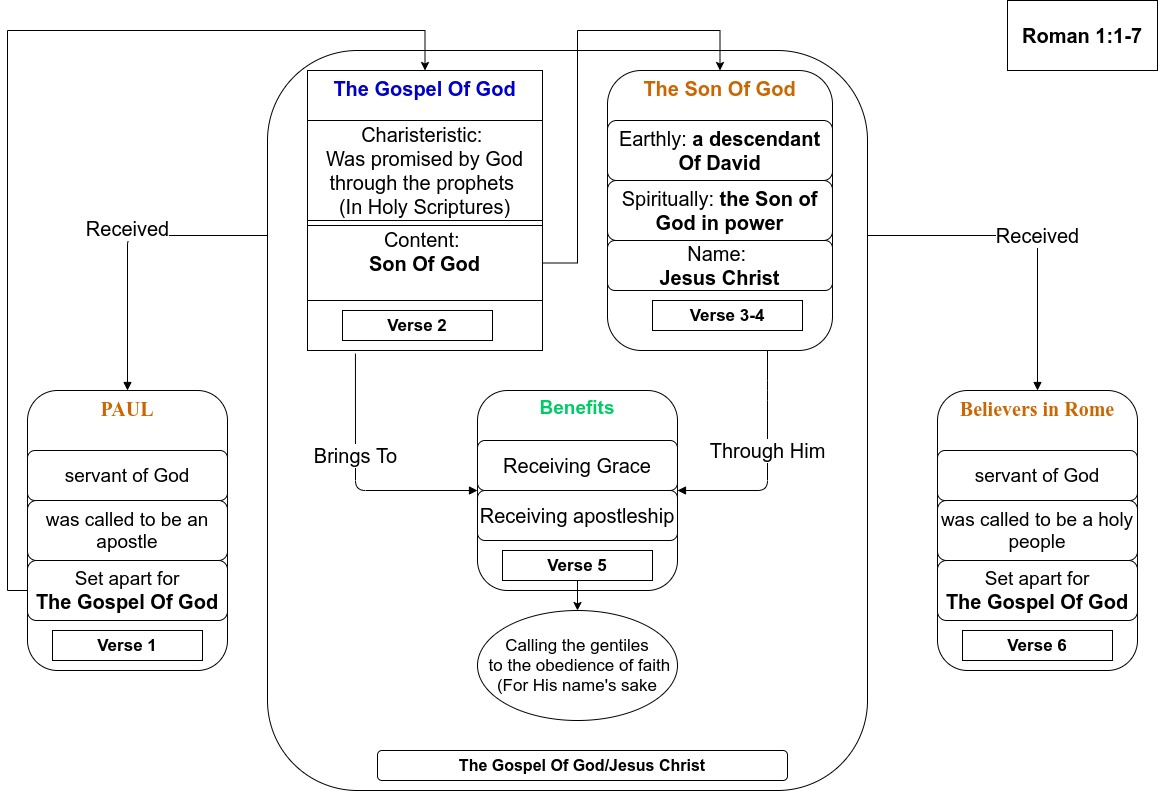 Roman 1:1-7
The Gospel Of God
Charisteristic:
Was promised by God
through the prophets
(In Holy Scriptures)
Content:
Son Of God
Verse 2
The Son Of God
Earthly: a descendant
Of David
Spiritually: the Son of
God in power
Name:
Jesus Christ
Verse 3-4
Received
Received
PAUL
servant of God
was called to be an
apostle
Set apart for
The Gospel Of God
Verse 1
Brings To
Benefits
Receiving Grace
Receiving apostleship
Verse 5
Through Him
Calling the gentiles
to the obedience of faith
(For His name's sake
Believers in Rome
servant of God
was called to be a holy
people
Set apart for
The Gospel Of God
Verse 6
The Gospel Of God/Jesus Christ